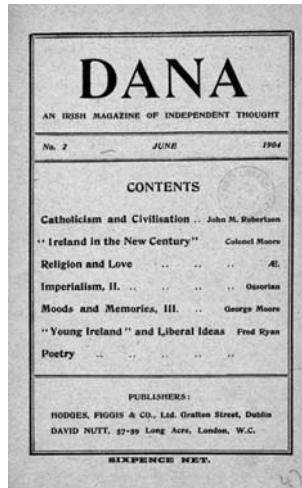 DANA
AN IRISH MAGAZINE OF INDEPENDENT THOUGHT
No. 2 JUNE 1904
CONTENTS
Catholicism and Civilisation .. John M. Robertson
"Ireland in the New Century" Colonel Moore
Religion and Love .. .. .. Æ.
Imperialism, II. .. .. .. Ossorian
Moods and Memories, III. .. George Moore
"Young Ireland" and Liberal Ideas Fred Ryan
Poetry .. .. .. .. ..
PUBLISHERS:
HODGES, FIGGIS & CO., Ltd. Grafton Street, Dublin
DAVID NUTT, 57-59 Long Acre, London, W.C.
SIXPENCE NET.